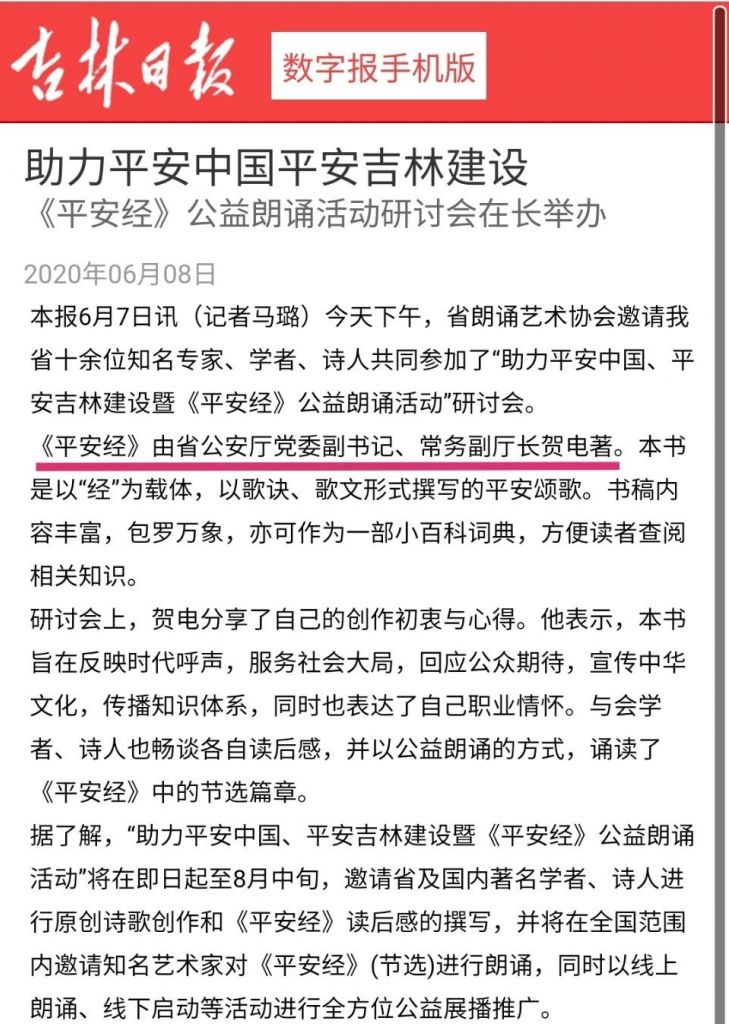 吉林日报
数字报手机版
助力平安中国平安吉林建设
《平安经》公益朗诵活动研讨会在长举办
2020年06月08日
本报6月7日讯（记者马璐）今天下午，省朗诵艺术协会邀请我
省十余位知名专家、学者、诗人共同参加了“助力平安中国、平
安吉林建设暨《平安经》公益朗诵活动”研讨会。
《平安经》由省公安厅党委副书记、常务副厅长贺电著。本书
是以“经”为载体，以歌诀、歌文形式撰写的平安颂歌。书稿内
容丰富，包罗万象，亦可作为一部小百科词典，方便读者查阅
相关知识。
研讨会上，贺电分享了自己的创作初衷与心得。他表示，本书
旨在反映时代呼声，服务社会大局，回应公众期待，宣传中华
文化，传播知识体系，同时也表达了自己职业情怀。与会学
者、诗人也畅谈各自读后感，并以公益朗诵的方式，诵读了
《平安经》中的节选篇章。
据了解，“助力平安中国、平安吉林建设暨《平安经》公益朗诵
活动”将在即日起至8月中旬，邀请省及国内著名学者、诗人进
行原创诗歌创作和《平安经》读后感的撰写，并将在全国范围
内邀请知名艺术家对《平安经》(节选)进行朗诵，同时以线上
朗诵、线下启动等活动进行全方位公益展播推广。